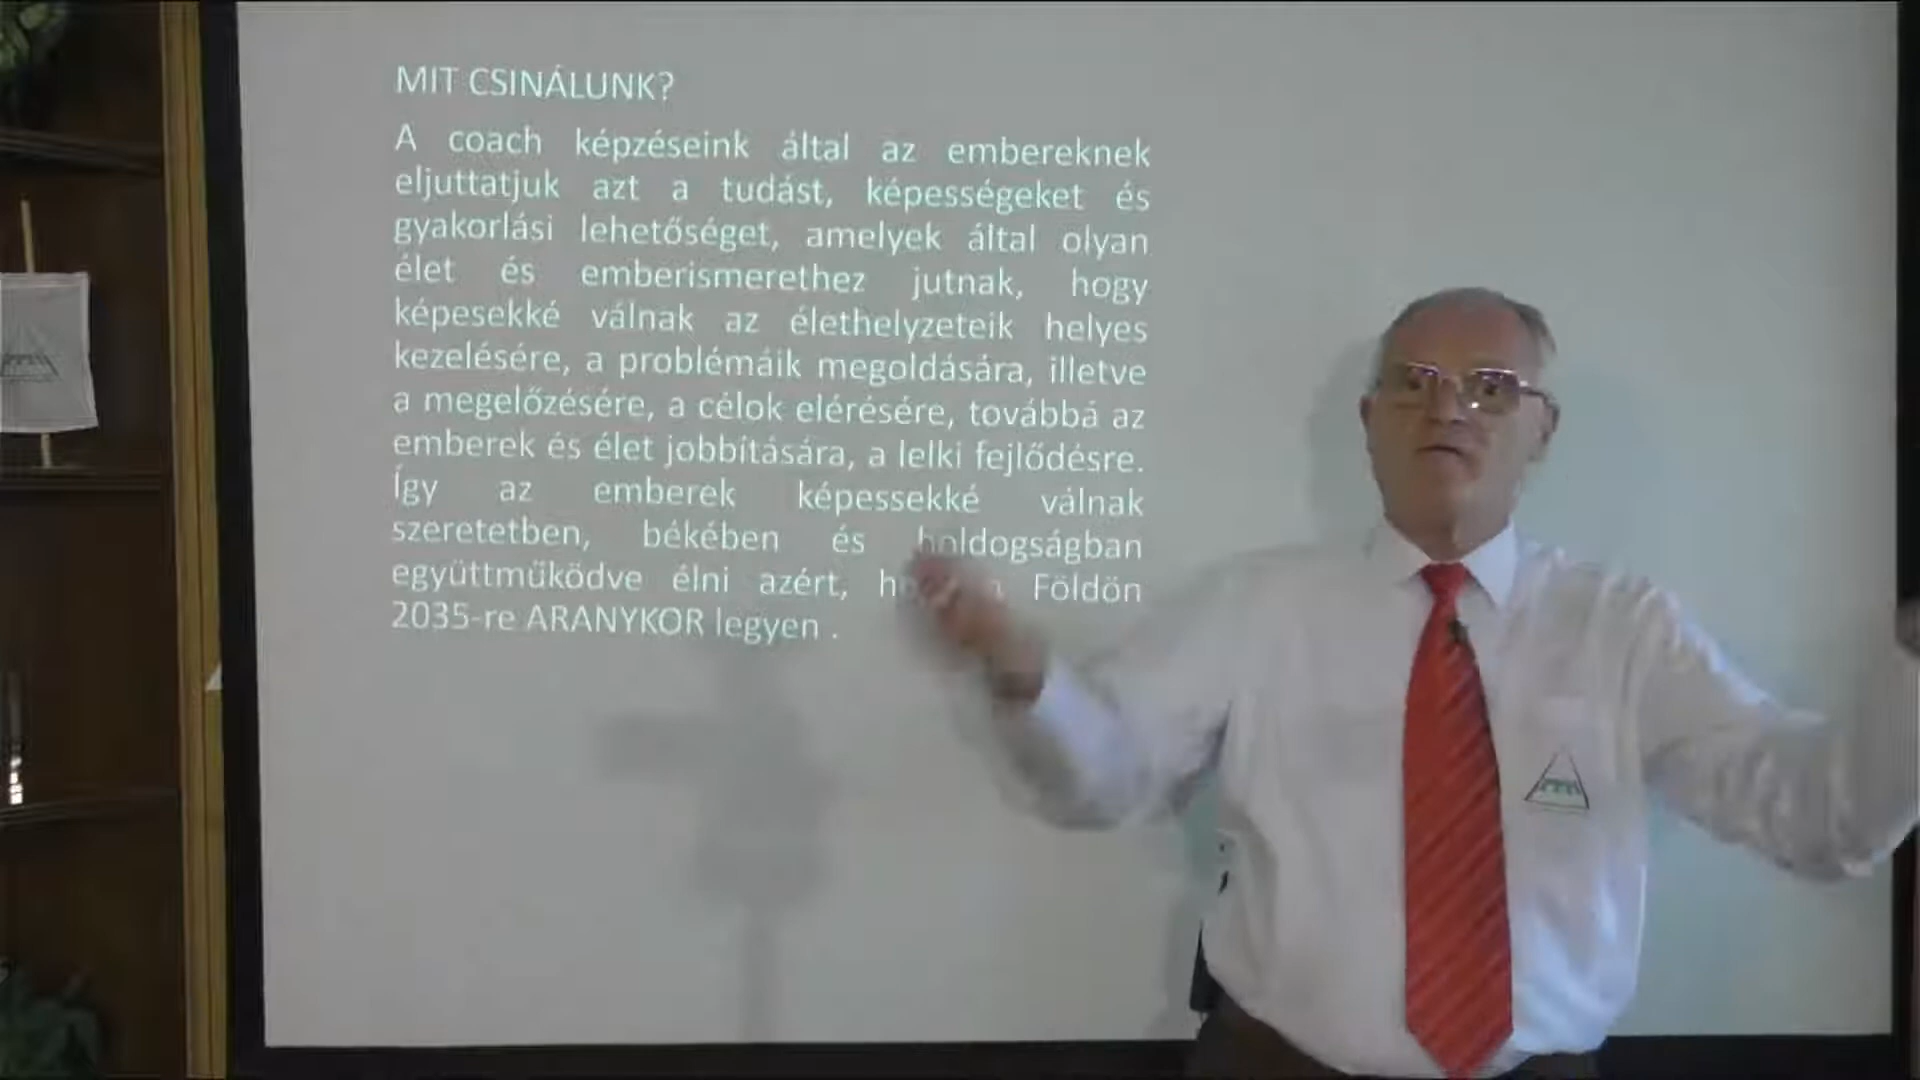 MIT CSINÁLUNK?
A coach képzéseink által az embereknek
eljuttatjuk azt a tudást, képességeket és
gyakorlási lehetőséget, amelyek által olyan
élet és emberismerethez jutnak, hogy
képesekké válnak az élethelyzeteik helyes
kezelésére, a problémáik megoldására, illetve
a megelőzésére, a célok elérésére, továbbá az
emberek és élet jobbítására, a lelki fejlődésre.
Így az emberek képessekké válnak
szeretetben, békében és boldogságban
együttműködve élni azért, Földön
2035-re ARANYKOR legyen .